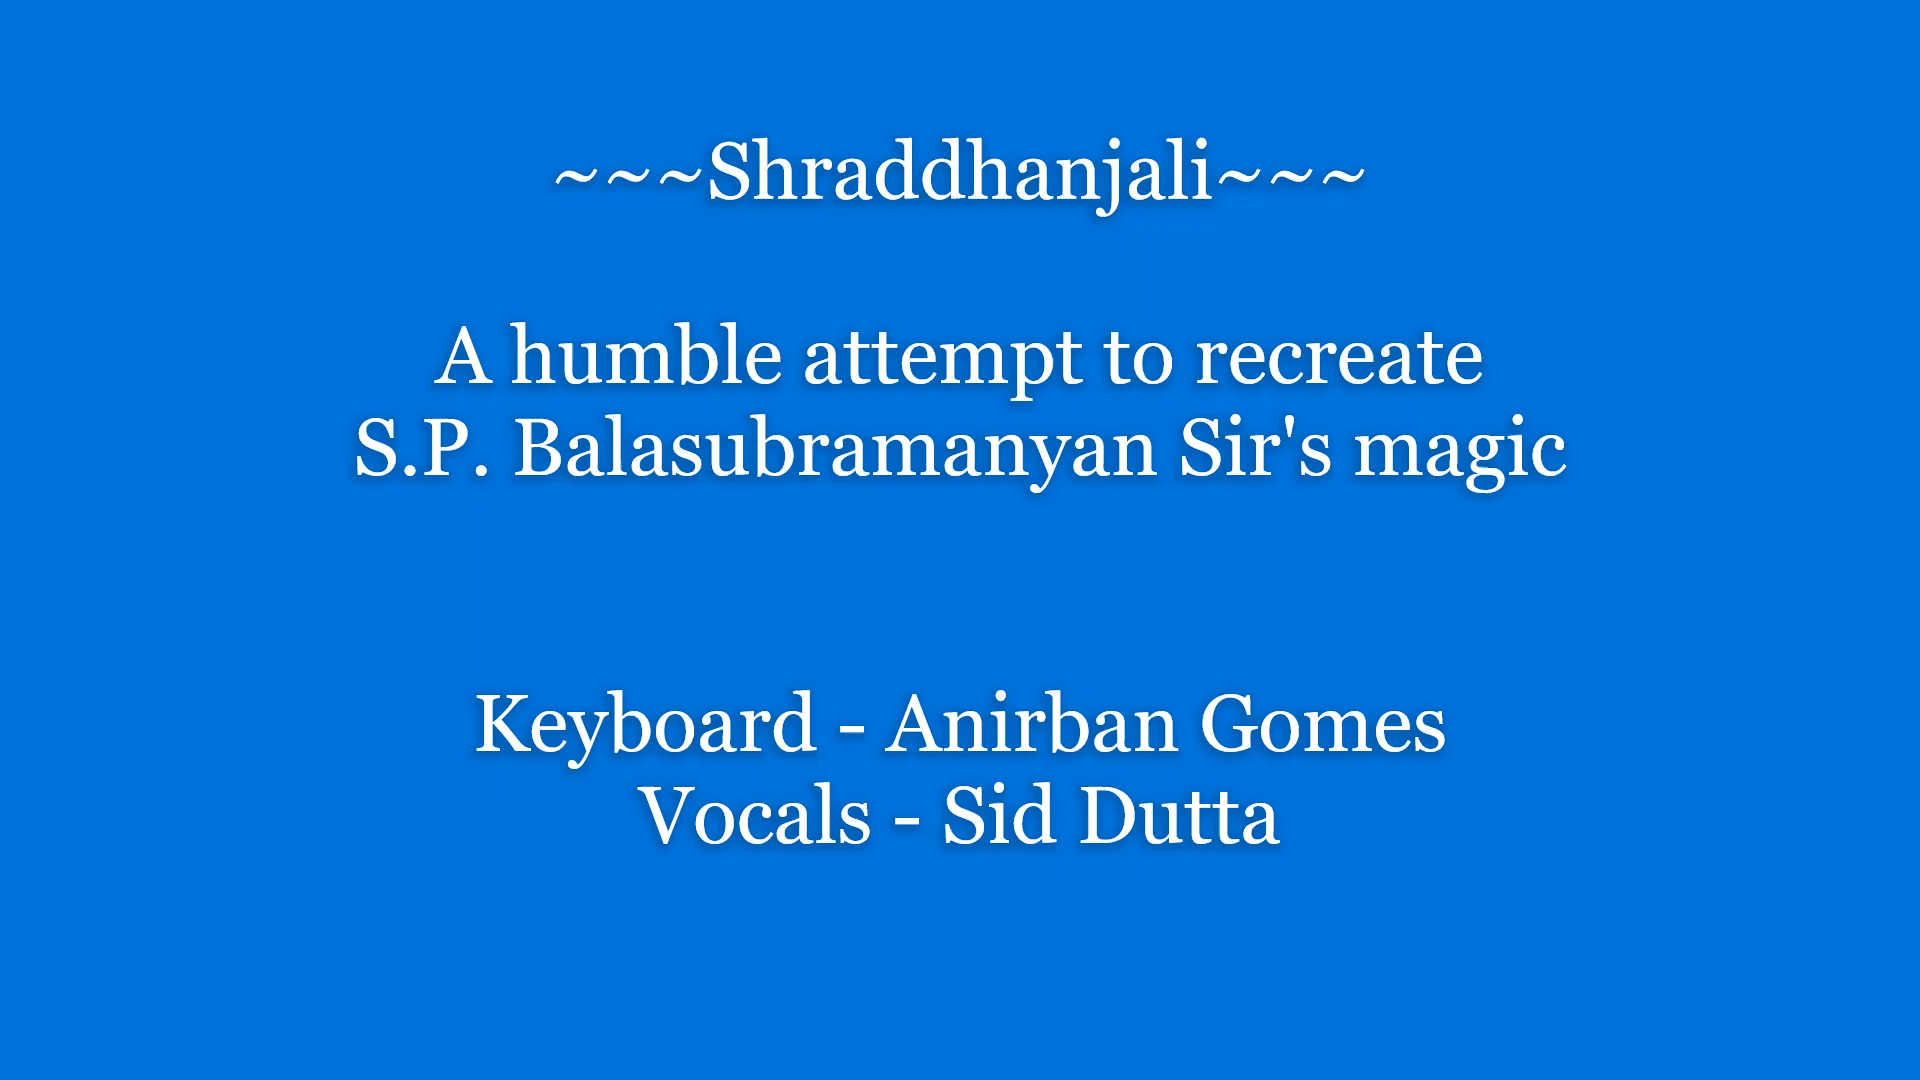 ~~~Shraddhanjali~~~
A humble attempt to recreate
S.P. Balasubramanyan Sir's magic
Keyboard - Anirban Gomes
Vocals - Sid Dutta